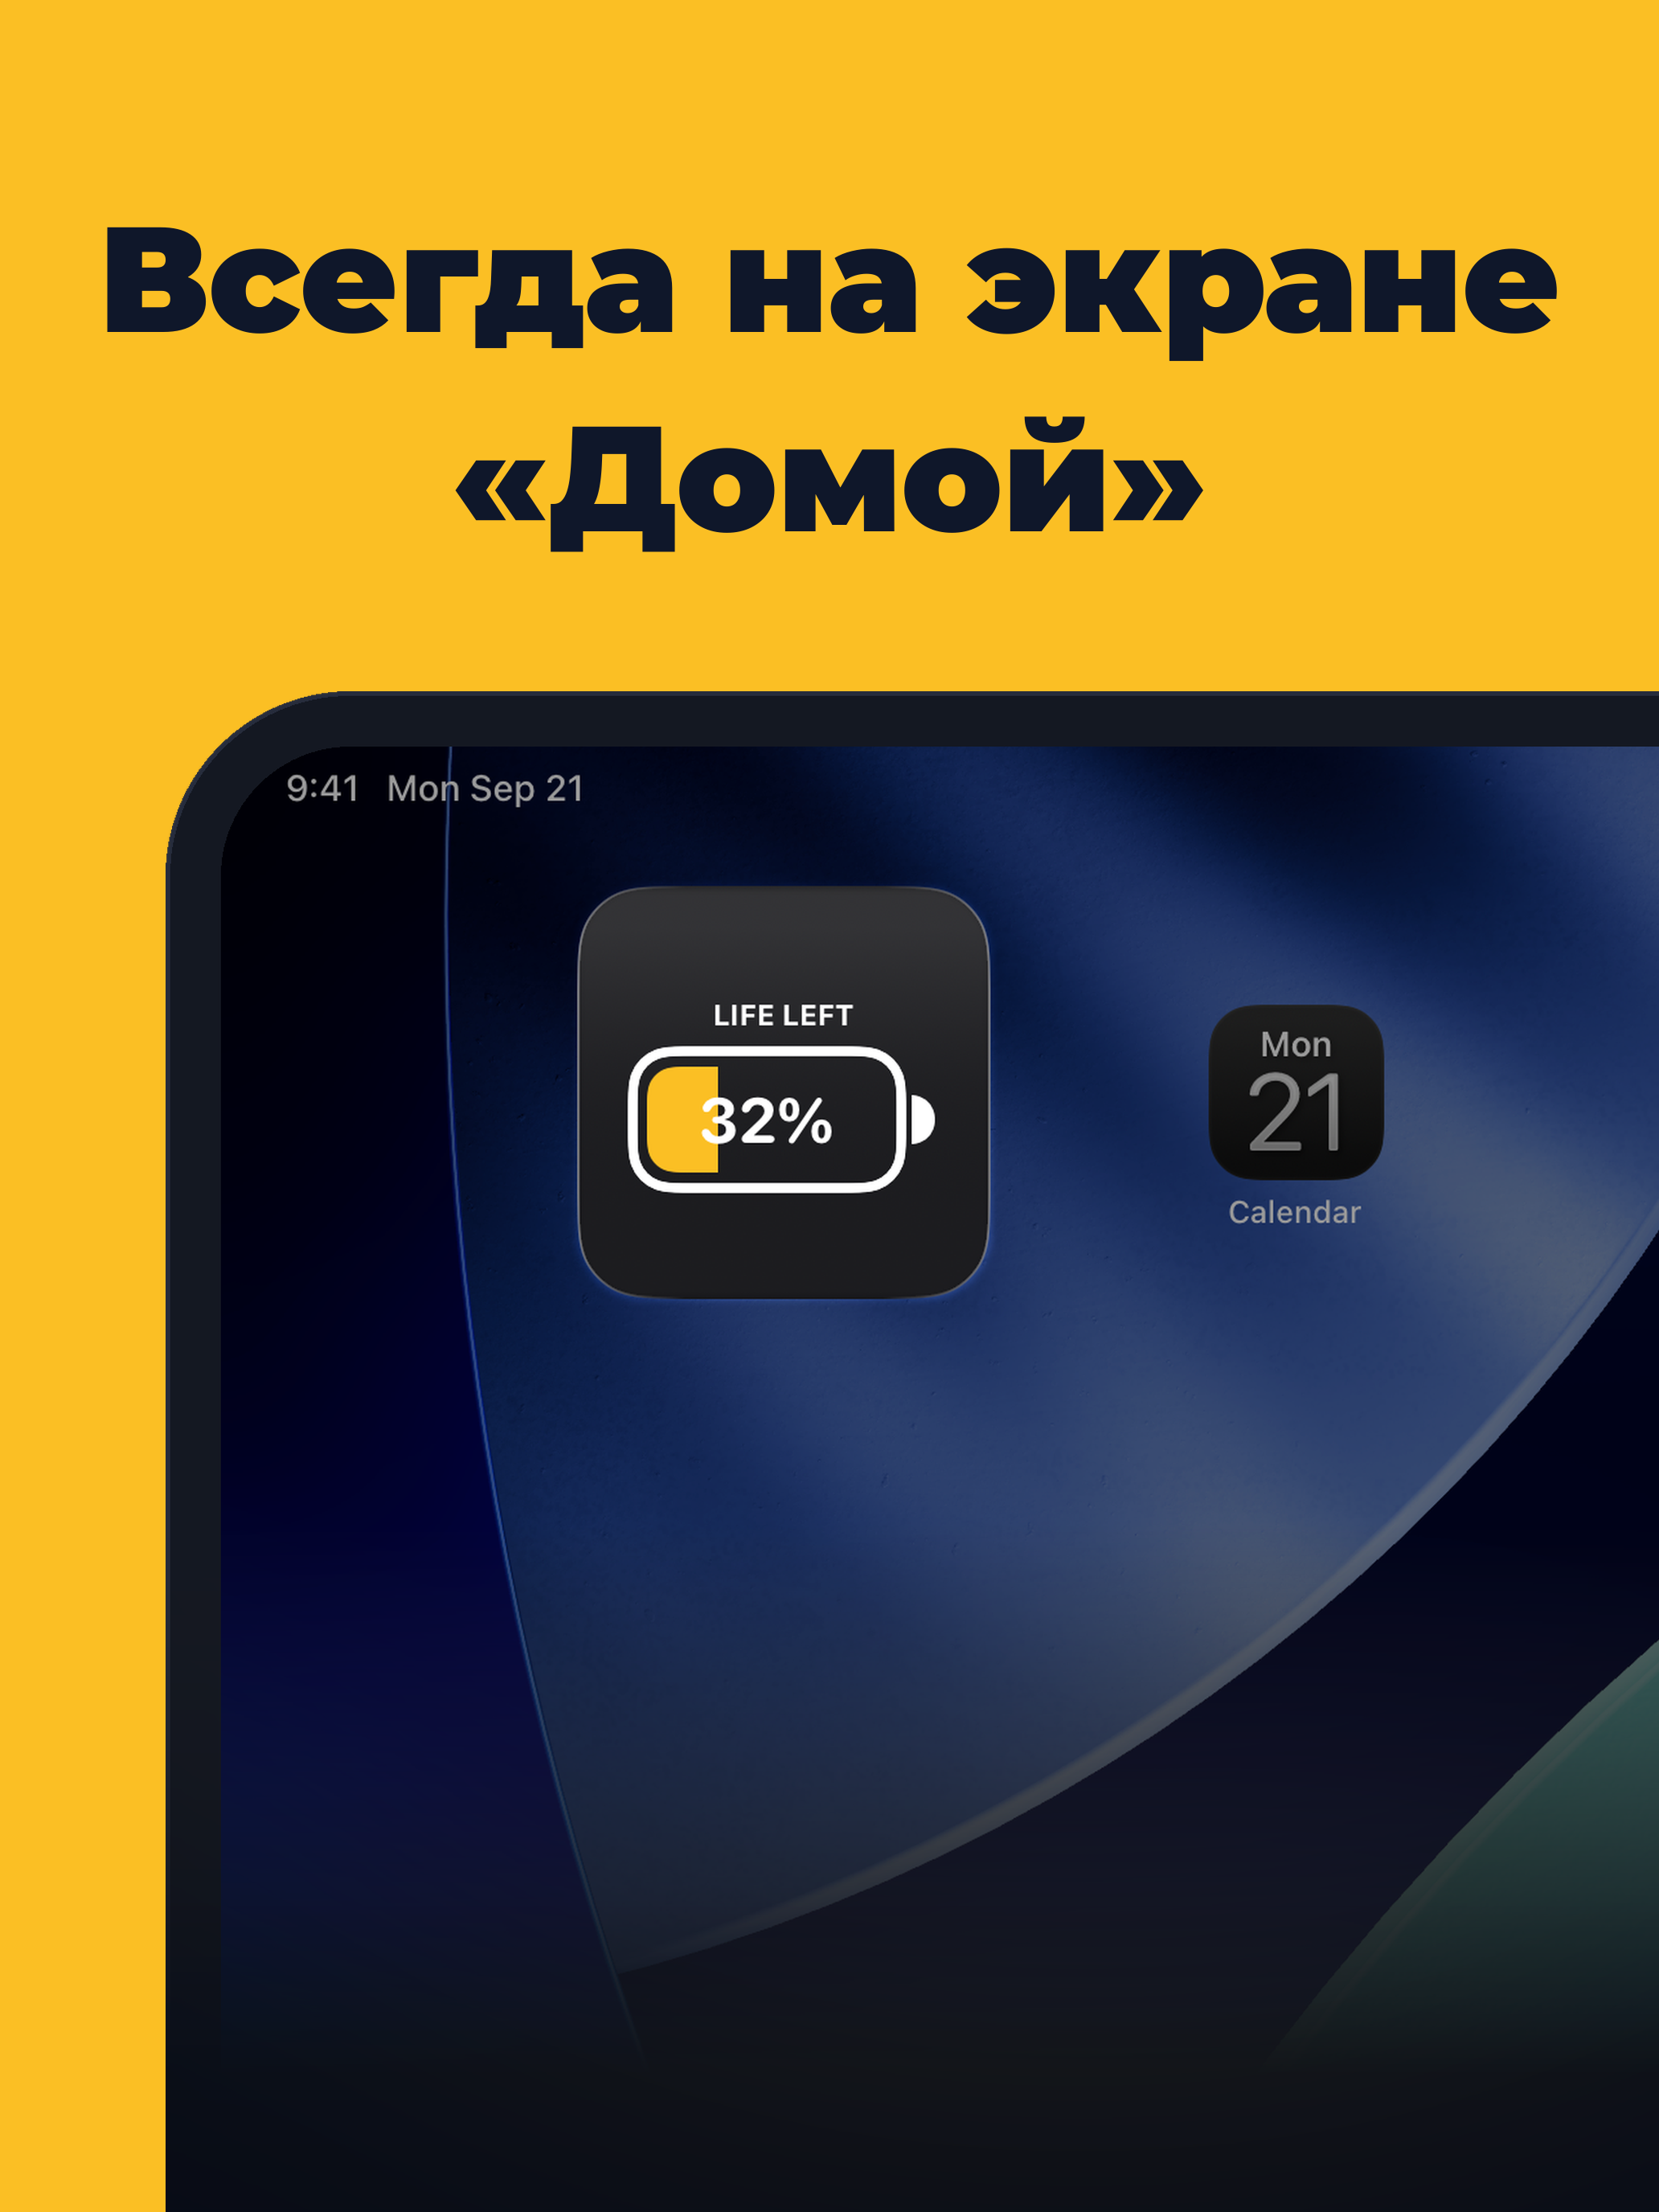 Всегда на экране
«Домой»
9:41 Mon Sep 21
LIFE LEFT
32%
Mon
21
Calendar